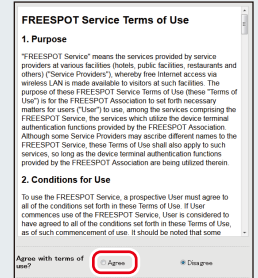 FREESPOT Service Terms of Use
1. Purpose
"FREESPOT Service" means the services provided by service
providers at various facilities (hotels, public facilities, restaurants and
others) ("Service Providers"), whereby free Internet access via
wireless LAN is made available to visitors at such facilities. The
purpose of these FREESPOT Service Terms of Use (these "Terms of
Use") is for the FREESPOT Association to set forth necessary
matters for users ("User") to use, among the services comprising the
FREESPOT Service, the services which utilize the device terminal
authentication functions provided by the FREESPOT Association.
Although some Service Providers may ascribe different names to the
FREESPOT Service, these Terms of Use shall also apply to such
services, so long as the device authentication functions provided
by the FREESPOT Association are being utilized therein.
2. Conditions for Use
To use the FREESPOT Service, a prospective User must agree to
all of the conditions set forth in these Terms of Use. If User
commences use of the FREESPOT Service, User is considered to
have agreed to all of the conditions set forth in these Terms of Use,
as of such commencement of use. It should be noted that some
Agree with terms of
use?
Agree
Disagree